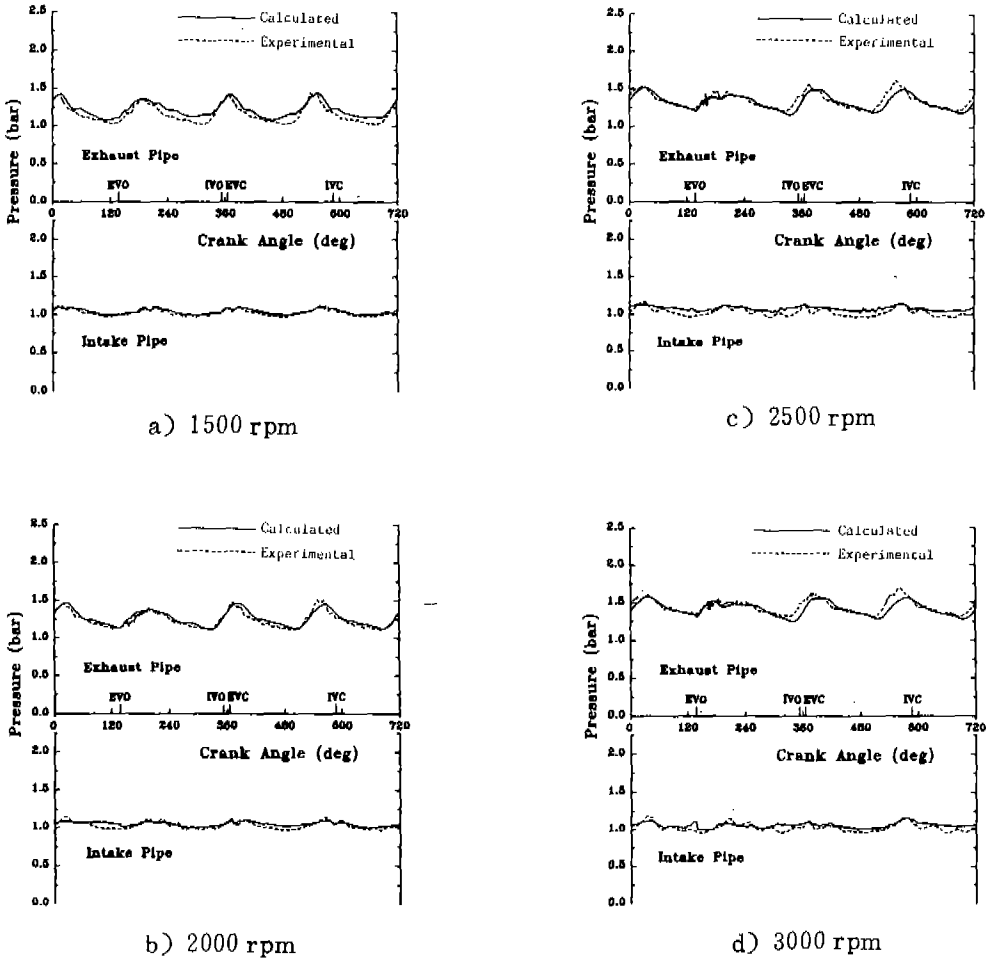 2.5
Calculated
Experimental
2.0
1.5
1.0
0.5
0.0
Pressure (bar)
Exhaust Pipe
EVO IVO EVC IVC
0 120 240 360 480 600 720
Crank Angle (deg)
2.0
1.5
1.0
0.5
0.0
Intake Pipe
a) 1500 rpm
2.5
Calculated
Experimental
2.0
1.5
1.0
0.5
0.0
Pressure (bar)
Exhaust Pipe
EVO IVO EVC IVC
0 120 240 360 480 600 720
Crank Angle (deg)
2.0
1.5
1.0
0.5
0.0
Intake Pipe
c) 2500 rpm
2.5
Calculated
Experimental
2.0
1.5
1.0
0.5
0.0
Pressure (bar)
Exhaust Pipe
EVO IVO EVC IVC
0 120 240 360 480 600 720
Crank Angle (deg)
2.0
1.5
1.0
0.5
0.0
Intake Pipe
b) 2000 rpm
2.5
Calculated
Experimental
2.0
1.5
1.0
0.5
0.0
Pressure (bar)
Exhaust Pipe
EVO IVO EVC IVC
0 120 240 360 480 600 720
Crank Angle (deg)
2.0
1.5
1.0
0.5
0.0
Intake Pipe
d) 3000 rpm